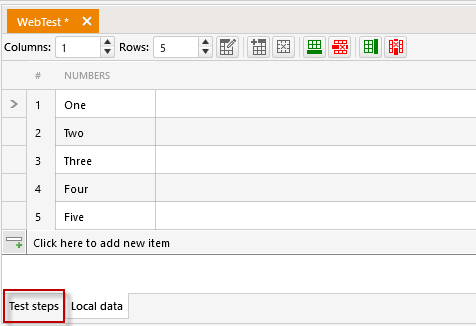 WebTest *
Columns: 1 Rows: 5
# NUMBERS
1 One
2 Two
3 Three
4 Four
5 Five
Click here to add new item
Test steps Local data